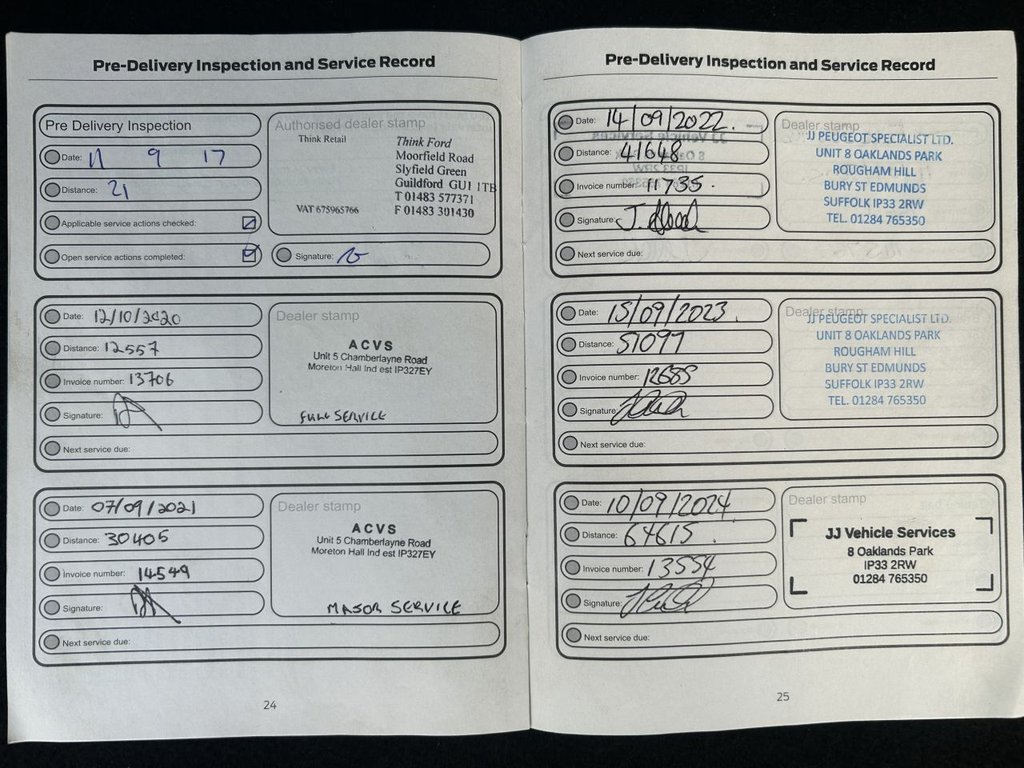 Pre-Delivery Inspection and Service Record
Pre Delivery Inspection
Date: 11 9 17
Distance: 21
Applicable service actions checked:
Open service actions completed:
Authorised dealer stamp
Think Retail
VAT 675965766
Think Ford
Moorfield Road
Slyfield Green
Guildford GU1 1TB
T 01483 577371
F 01483 301430
Signature:
Date: 12/10/2020
Distance: 12557
Invoice number: 13706
Signature:
Next service due:
Dealer stamp
ACVS
Unit 5 Chamberlayne Road
Moreton Hall Ind est IP327EY
FULL SERVICE
Date: 07/09/2021
Distance: 30405
Invoice number: 14549
Signature:
Next service due:
Dealer stamp
ACVS
Unit 5 Chamberlayne Road
Moreton Hall Ind est IP327EY
MAJOR SERVICE
24
Pre-Delivery Inspection and Service Record
Date: 14/09/2022.
Distance: 41648
Invoice number: 11735.
Signature:
Next service due:
Dealer stamp
JJ PEUGEOT SPECIALIST LTD.
UNIT 8 OAKLANDS PARK
ROUGHAM HILL
BURY ST EDMUNDS
SUFFOLK IP33 2RW
TEL. 01284 765350
Date: 15/09/2023.
Distance: 51099
Invoice number: 12685
Signature:
Next service due:
Dealer stamp
JJ PEUGEOT SPECIALIST LTD.
UNIT 8 OAKLANDS PARK
ROUGHAM HILL
BURY ST EDMUNDS
SUFFOLK IP33 2RW
TEL. 01284 765350
Date: 10/09/2024
Distance: 64615.
Invoice number: 13554
Signature:
Next service due:
Dealer stamp
JJ Vehicle Services
8 Oaklands Park
IP33 2RW
01284 765350
25